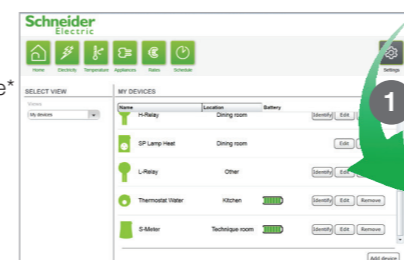 Schneider
Electric
Home Electricity Temperature Appliances Rates Schedule Settings
e*
SELECT VIEW MY DEVICES
Views
My devices
Name Location Battery
1
H-Relay Dining room Identify Edit
SP Lamp Heat Dining room Edit
L-Relay Other Identify Edit
Thermostat Water Kitchen Identify Edit Remove
S-Meter Technique room Identify Edit Remove
Add device